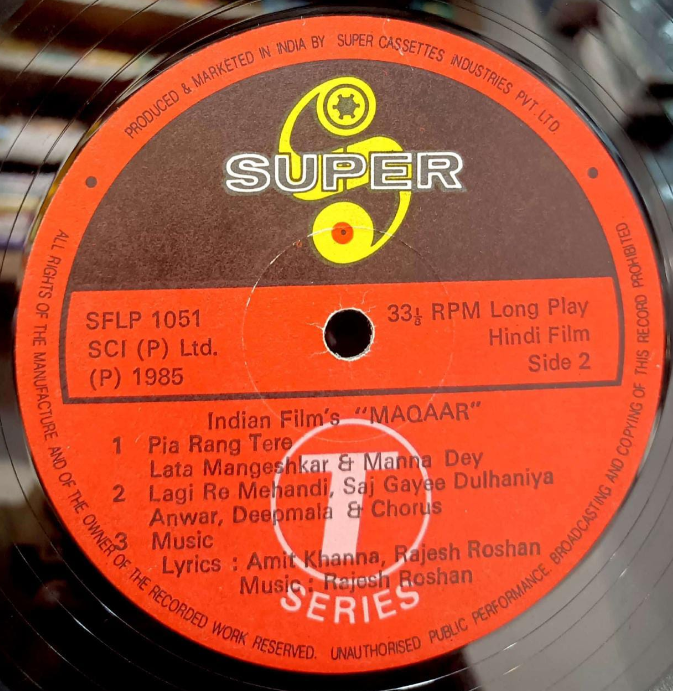 PRODUCED & MARKETED IN INDIA BY SUPER CASSETTES INDUSTRIES PVT. LTD.
SUPER
SFLP 1051
SCI (P) Ltd.
(P) 1985
33⅓ RPM Long Play
Hindi Film
Side 2
Indian Film's "MAQAAR"
1 Pia Rang Tere
Lata Mangeshkar & Manna Dey
2 Lagi Re Mehandi, Saj Gayee Dulhaniya
Anwar, Deepmala & Chorus
3 Music
Lyrics : Amit Khanna, Rajesh Roshan
Music : Rajesh Roshan
T
SERIES
ALL RIGHTS OF THE MANUFACTURE AND OF THE OWNER OF THE RECORDED WORK RESERVED. UNAUTHORISED PUBLIC PERFORMANCE. BROADCASTING AND COPYING OF THIS RECORD PROHIBITED.